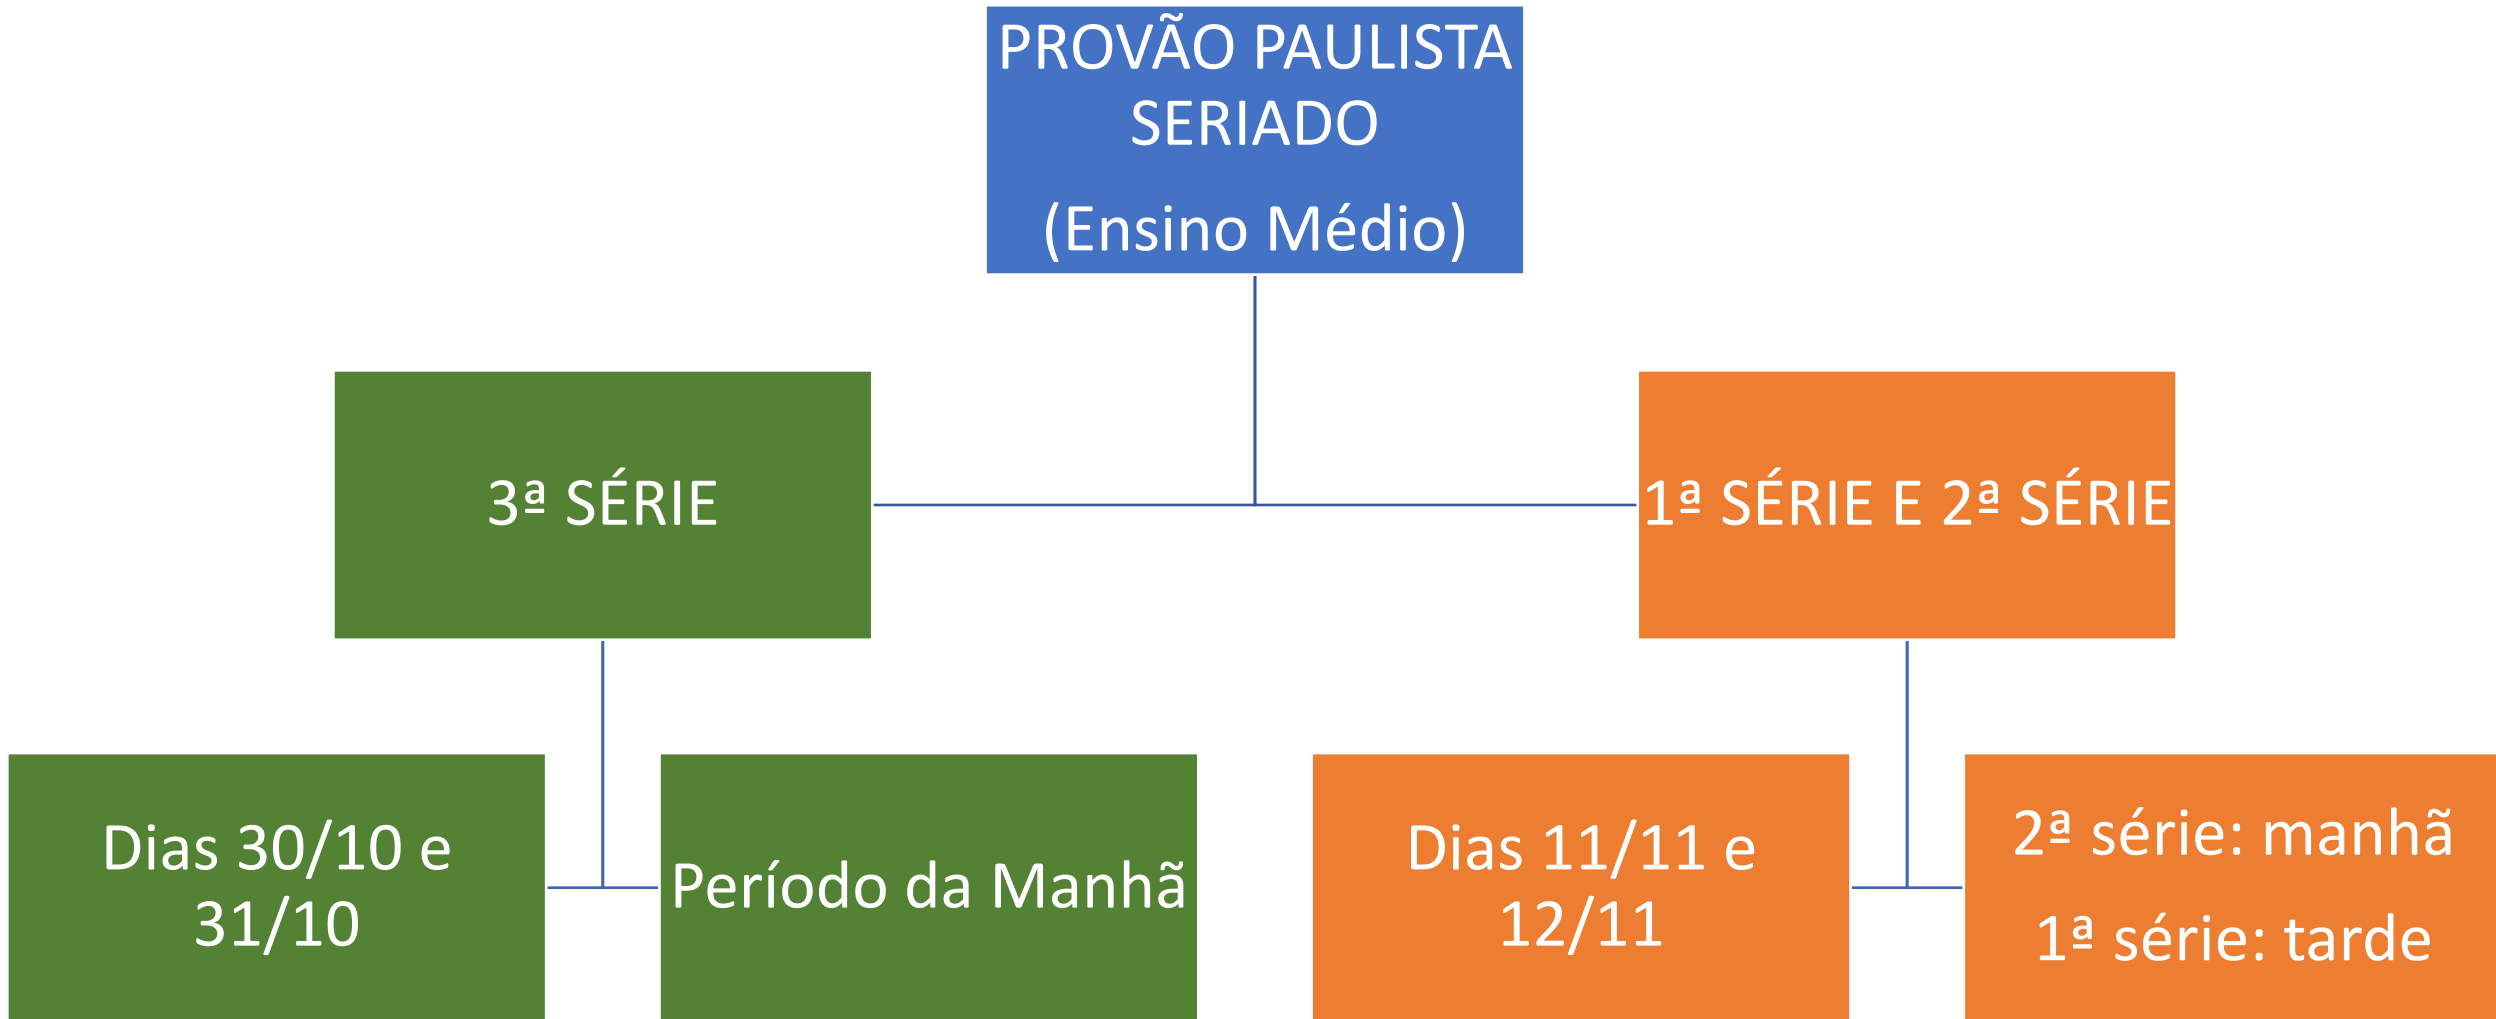 PROVÃO PAULISTA
SERIADO
(Ensino Médio)
3ª SÉRIE
1ª SÉRIE E 2ª SÉRIE
Dias 30/10 e
31/10
Período da Manhã
Dias 11/11 e
12/11
2ª série: manhã
1ª série: tarde